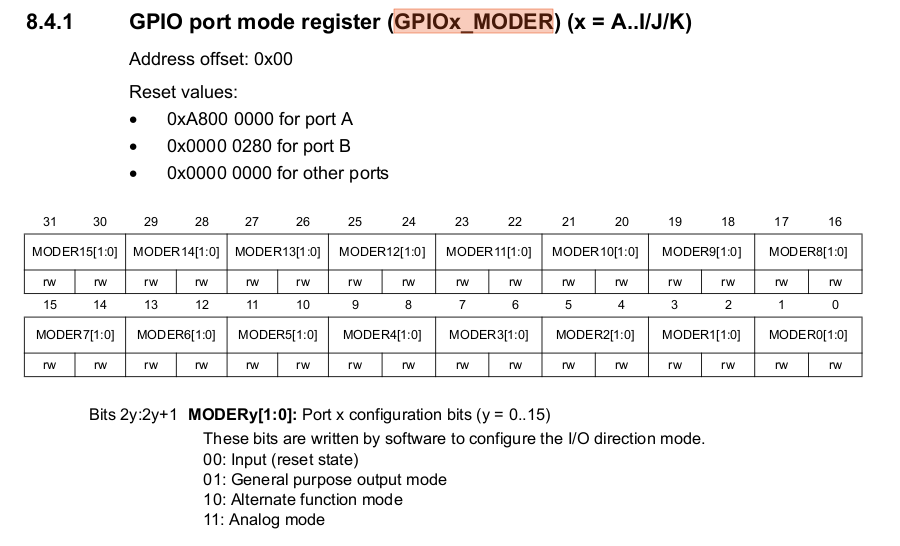 8.4.1 GPIO port mode register (GPIOx_MODER) (x = A..I/J/K)
Address offset: 0x00
Reset values:
• 0xA800 0000 for port A
• 0x0000 0280 for port B
• 0x0000 0000 for other ports
31 30 29 28 27 26 25 24 23 22 21 20 19 18 17 16
MODER15[1:0] MODER14[1:0] MODER13[1:0] MODER12[1:0] MODER11[1:0] MODER10[1:0] MODER9[1:0] MODER8[1:0]
rw rw rw rw rw rw rw rw rw rw rw rw rw rw rw rw
15 14 13 12 11 10 9 8 7 6 5 4 3 2 1 0
MODER7[1:0] MODER6[1:0] MODER5[1:0] MODER4[1:0] MODER3[1:0] MODER2[1:0] MODER1[1:0] MODER0[1:0]
rw rw rw rw rw rw rw rw rw rw rw rw rw rw rw rw
Bits 2y:2y+1 MODERy[1:0]: Port x configuration bits (y = 0..15)
These bits are written by software to configure the I/O direction mode.
00: Input (reset state)
01: General purpose output mode
10: Alternate function mode
11: Analog mode